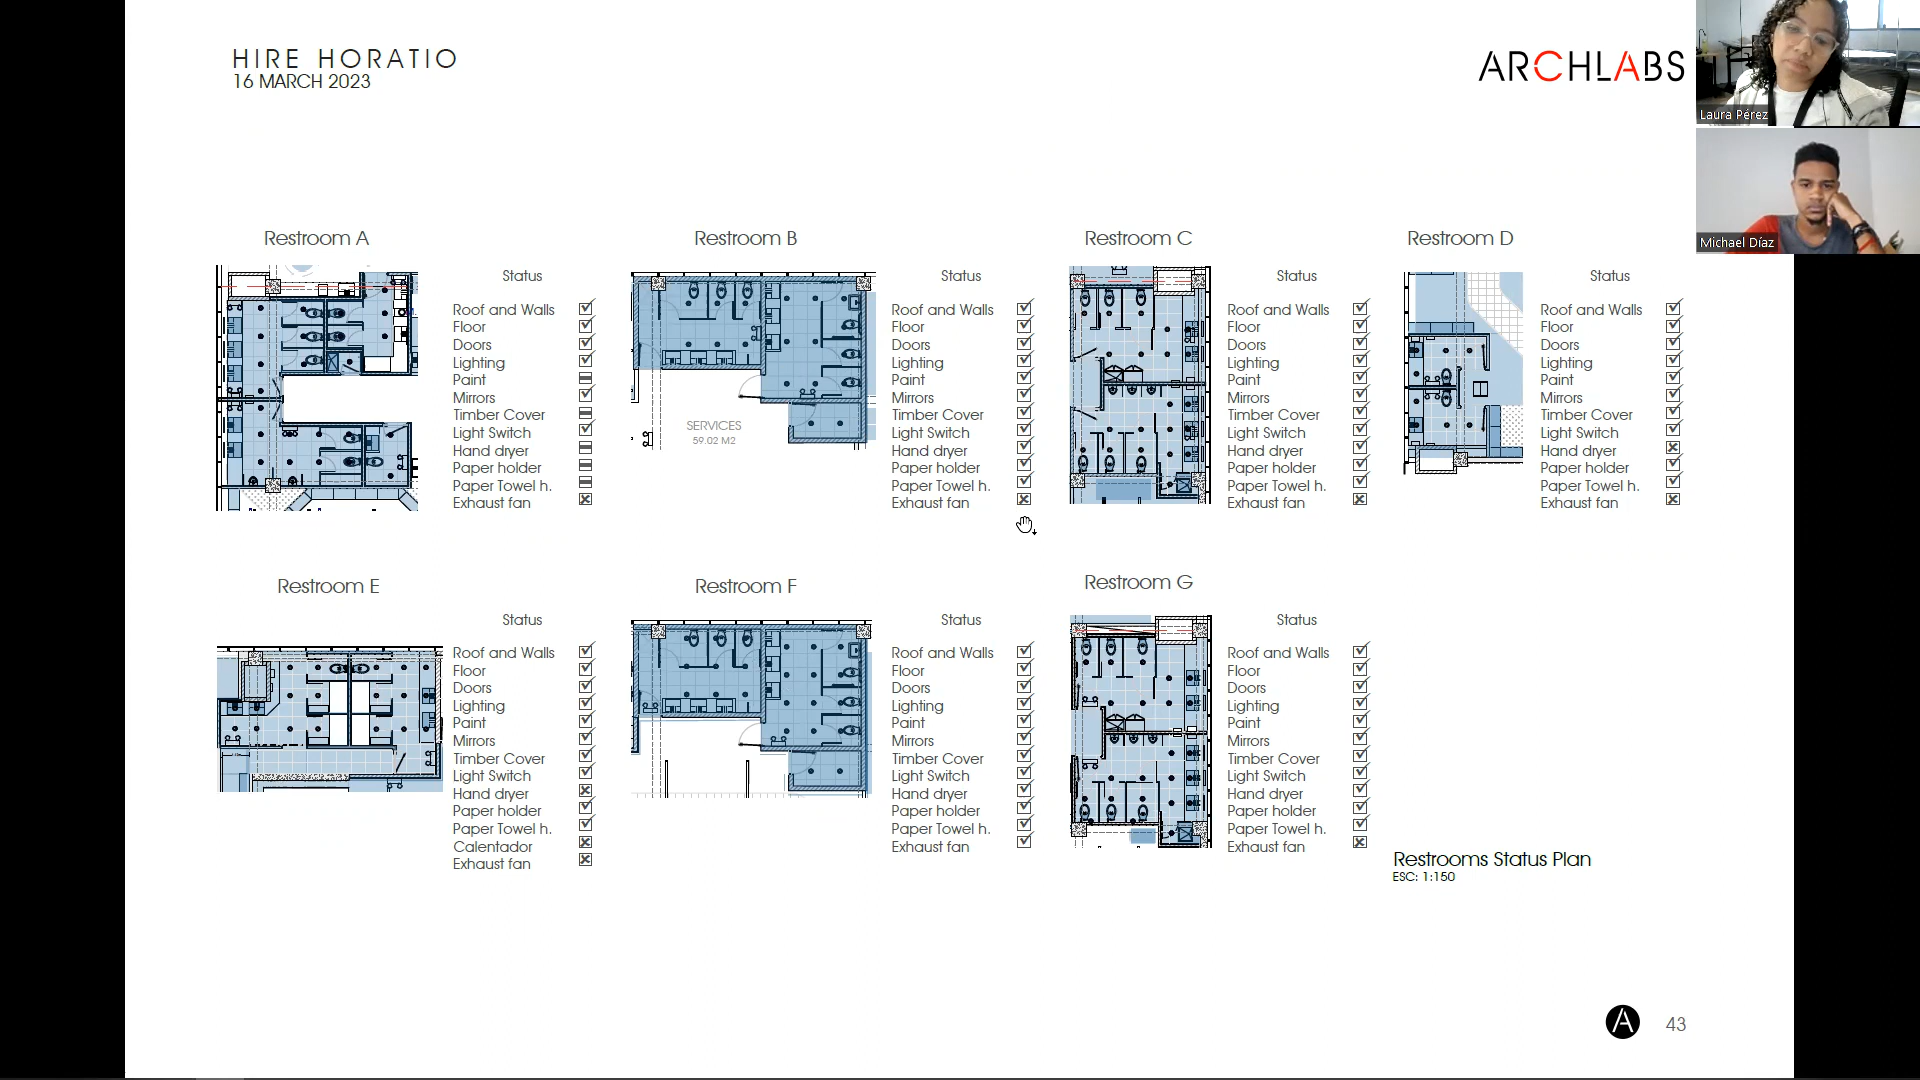 HIRE HORATIO
16 MARCH 2023
ARCHLABS
Laura Pérez
Michael Díaz
Restroom A
Status
Roof and Walls
Floor
Doors
Lighting
Paint
Mirrors
Timber Cover
Light Switch
Hand dryer
Paper holder
Paper Towel h.
Exhaust fan
Restroom B
SERVICES
59.02 M2
Status
Roof and Walls
Floor
Doors
Lighting
Paint
Mirrors
Timber Cover
Light Switch
Hand dryer
Paper holder
Paper Towel h.
Exhaust fan
Restroom C
Status
Roof and Walls
Floor
Doors
Lighting
Paint
Mirrors
Timber Cover
Light Switch
Hand dryer
Paper holder
Paper Towel h.
Exhaust fan
Restroom D
Status
Roof and Walls
Floor
Doors
Lighting
Paint
Mirrors
Timber Cover
Light Switch
Hand dryer
Paper holder
Paper Towel h.
Exhaust fan
Restroom E
Status
Roof and Walls
Floor
Doors
Lighting
Paint
Mirrors
Timber Cover
Light Switch
Hand dryer
Paper holder
Paper Towel h.
Calentador
Exhaust fan
Restroom F
Status
Roof and Walls
Floor
Doors
Lighting
Paint
Mirrors
Timber Cover
Light Switch
Hand dryer
Paper holder
Paper Towel h.
Exhaust fan
Restroom G
Status
Roof and Walls
Floor
Doors
Lighting
Paint
Mirrors
Timber Cover
Light Switch
Hand dryer
Paper holder
Paper Towel h.
Exhaust fan
Restrooms Status Plan
ESC: 1:150
A
43